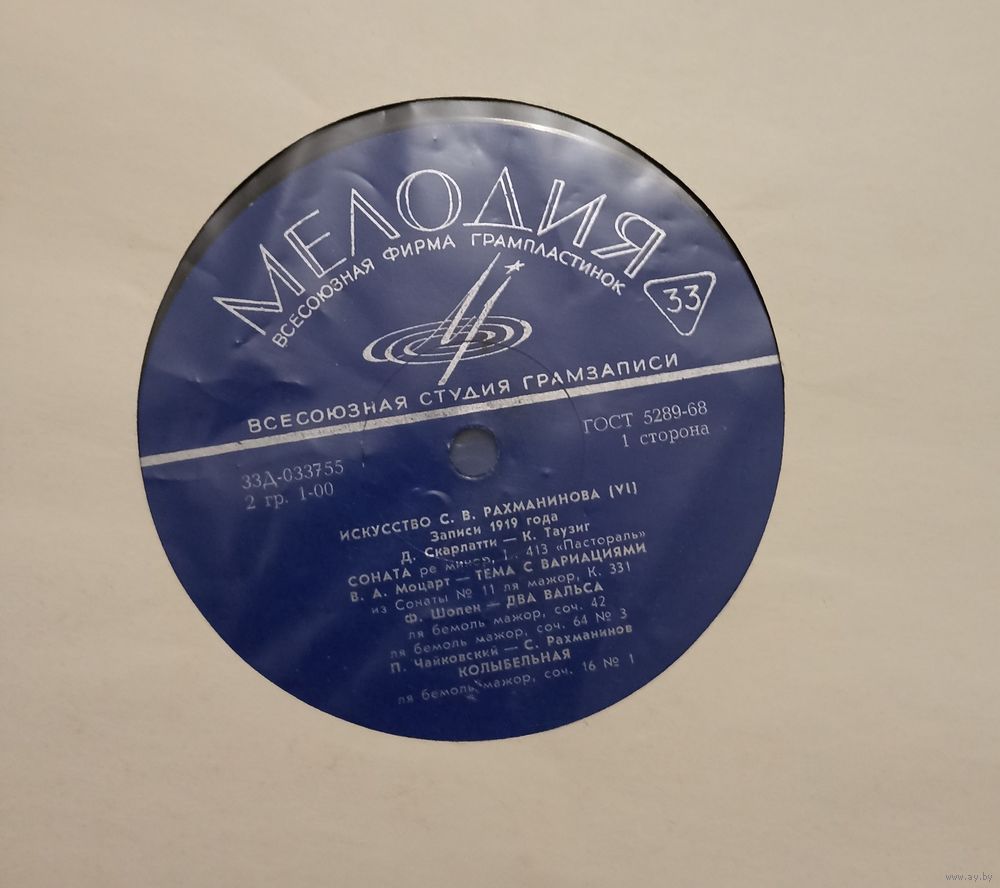 МЕЛОДИЯ
ВСЕСОЮЗНАЯ ФИРМА ГРАМПЛАСТИНОК
33
ВСЕСОЮЗНАЯ СТУДИЯ ГРАМЗАПИСИ
33Д-033755
2 гр. 1-00
ГОСТ 5289-68
1 сторона
ИСКУССТВО С. В. РАХМАНИНОВА (VI)
Записи 1919 года
Д. Скарлатти — К. Таузиг
СОНАТА ре минор, L. 413 «Пастораль»
В. А. Моцарт — ТЕМА С ВАРИАЦИЯМИ
из Сонаты № 11 ля мажор, К. 331
Ф. Шопен — ДВА ВАЛЬСА
ля бемоль мажор, соч. 42
ля бемоль мажор, соч. 64 № 3
П. Чайковский — С. Рахманинов
КОЛЫБЕЛЬНАЯ
ля бемоль мажор, соч. 16 № 1
www.ay.by